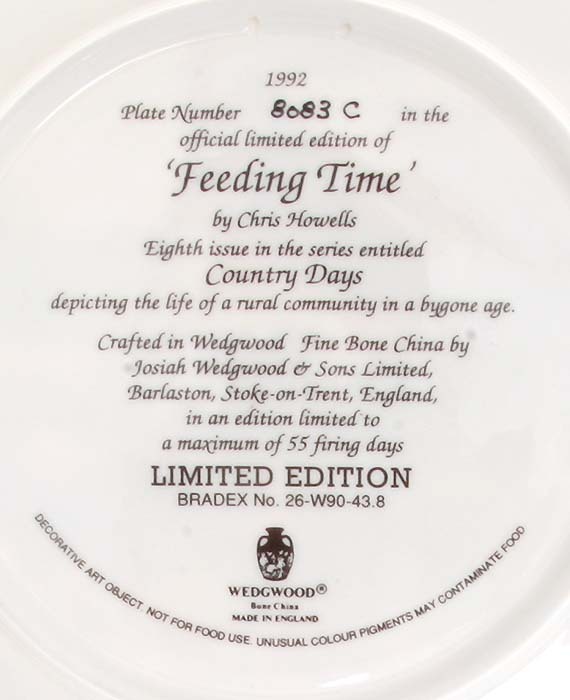 1992
Plate Number 8083 C in the
official limited edition of
'Feeding Time'
by Chris Howells
Eighth issue in the series entitled
Country Days
depicting the life of a rural community in a bygone age.
Crafted in Wedgwood Fine Bone China by
Josiah Wedgwood & Sons Limited,
Barlaston, Stoke-on-Trent, England,
in an edition limited to
a maximum of 55 firing days
LIMITED EDITION
BRADEX No. 26-W90-43.8
WEDGWOOD®
Bone China
MADE IN ENGLAND
DECORATIVE ART OBJECT. NOT FOR FOOD USE. UNUSUAL COLOUR PIGMENTS MAY CONTAMINATE FOOD